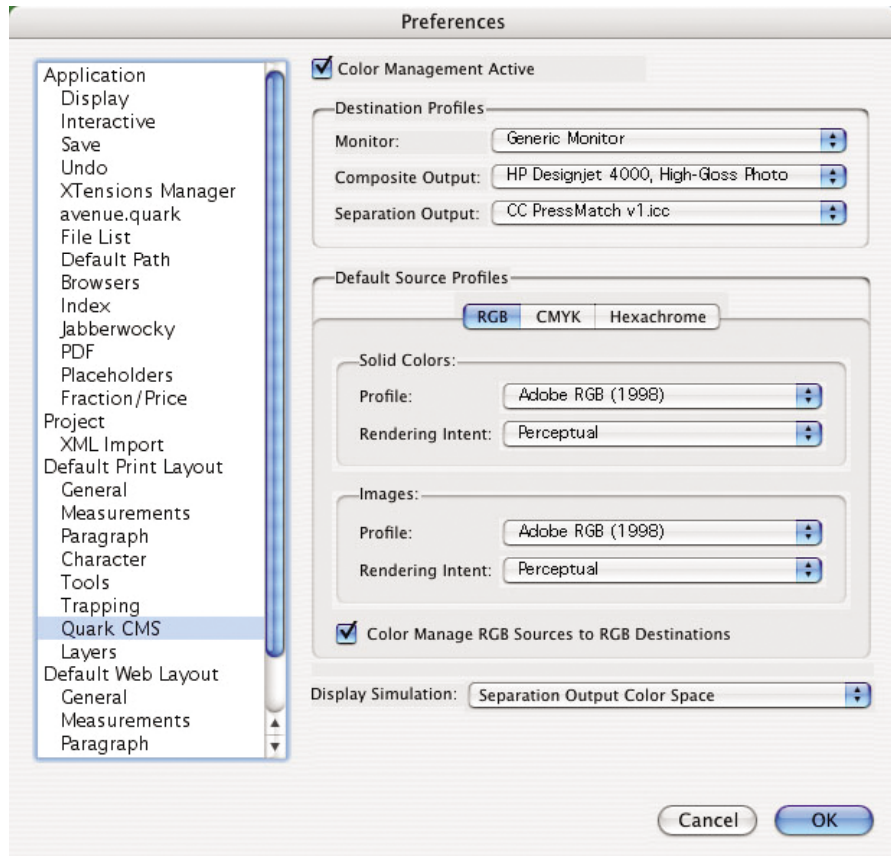 Preferences
Application
Display
Interactive
Save
Undo
XTensions Manager
avenue.quark
File List
Default Path
Browsers
Index
Jabberwocky
PDF
Placeholders
Fraction/Price
Project
XML Import
Default Print Layout
General
Measurements
Paragraph
Character
Tools
Trapping
Quark CMS
Layers
Default Web Layout
General
Measurements
Paragraph
Color Management Active
Destination Profiles
Monitor: Generic Monitor
Composite Output: HP Designjet 4000, High-Gloss Photo
Separation Output: CC PressMatch v1.icc
Default Source Profiles
RGB CMYK Hexachrome
Solid Colors:
Profile: Adobe RGB (1998)
Rendering Intent: Perceptual
Images:
Profile: Adobe RGB (1998)
Rendering Intent: Perceptual
Color Manage RGB Sources to RGB Destinations
Display Simulation: Separation Output Color Space
Cancel OK